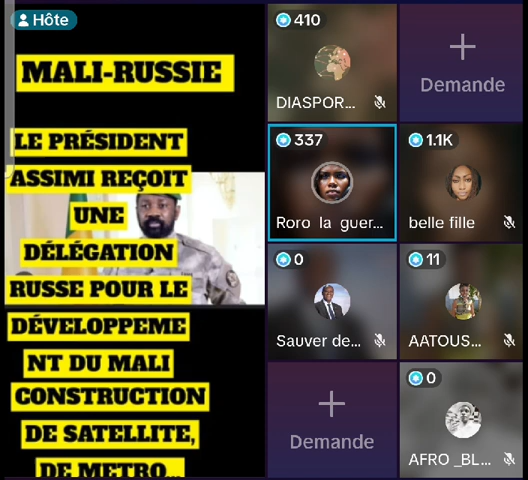 Hôte
MALI-RUSSIE
LE PRÉSIDENT
ASSIMI REÇOIT
UNE
DÉLÉGATION
RUSSE POUR LE
DÉVELOPPEME
NT DU MALI
CONSTRUCTION
DE SATELLITE,
DE METRO...
410
DIASPOR...
Demande
337
Roro la guer...
1.1K
belle fille
0
Sauver de...
11
AATOUS...
Demande
0
AFRO _BL...